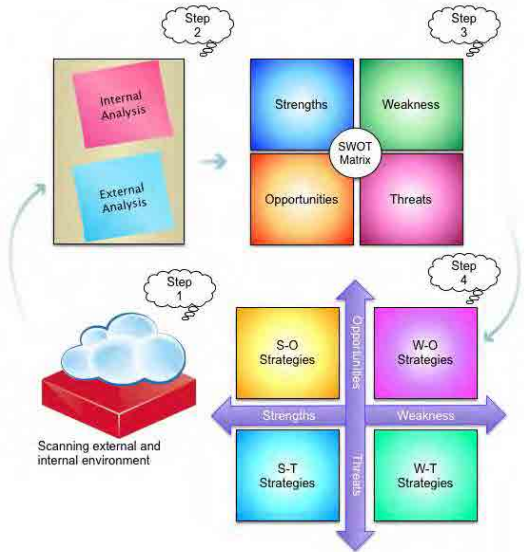 Step
2
Step
3
Internal
Analysis
External
Analysis
Strengths
Weakness
SWOT
Matrix
Opportunities
Threats
Step
1
Step
4
Scanning external and
internal environment
Opportunities
S-O
Strategies
W-O
Strategies
Strengths
Weakness
S-T
Strategies
Threats
W-T
Strategies